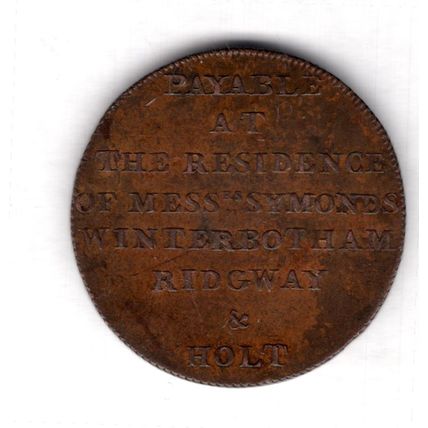 PAYABLE
AT
THE RESIDENCE
OF MESSRS SYMONDS
WINTERBOTHAM
RIDGWAY
&
HOLT